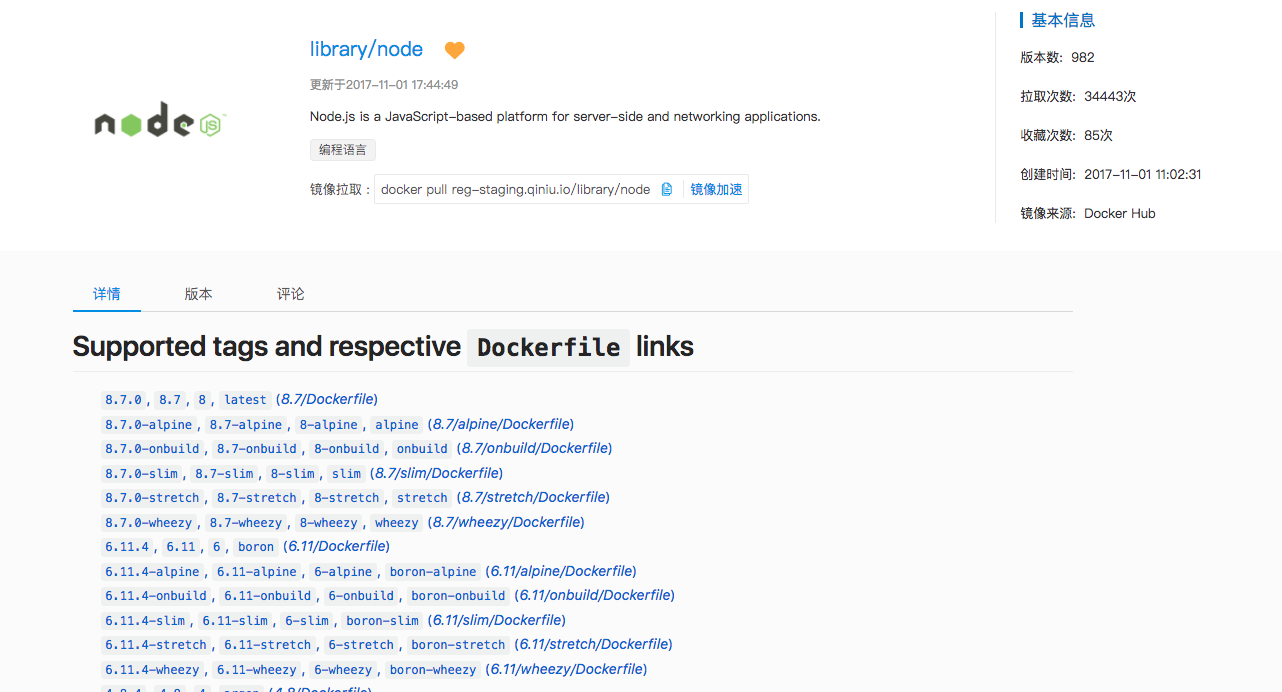 node JS ™
library/node
更新于2017-11-01 17:44:49
Node.js is a JavaScript-based platform for server-side and networking applications.
编程语言
镜像拉取： docker pull reg-staging.qiniu.io/library/node 镜像加速
基本信息
版本数: 982
拉取次数: 34443次
收藏次数: 85次
创建时间: 2017-11-01 11:02:31
镜像来源: Docker Hub
详情 版本 评论
Supported tags and respective Dockerfile links
8.7.0, 8.7, 8, latest (8.7/Dockerfile)
8.7.0-alpine, 8.7-alpine, 8-alpine, alpine (8.7/alpine/Dockerfile)
8.7.0-onbuild, 8.7-onbuild, 8-onbuild, onbuild (8.7/onbuild/Dockerfile)
8.7.0-slim, 8.7-slim, 8-slim, slim (8.7/slim/Dockerfile)
8.7.0-stretch, 8.7-stretch, 8-stretch, stretch (8.7/stretch/Dockerfile)
8.7.0-wheezy, 8.7-wheezy, 8-wheezy, wheezy (8.7/wheezy/Dockerfile)
6.11.4, 6.11, 6, boron (6.11/Dockerfile)
6.11.4-alpine, 6.11-alpine, 6-alpine, boron-alpine (6.11/alpine/Dockerfile)
6.11.4-onbuild, 6.11-onbuild, 6-onbuild, boron-onbuild (6.11/onbuild/Dockerfile)
6.11.4-slim, 6.11-slim, 6-slim, boron-slim (6.11/slim/Dockerfile)
6.11.4-stretch, 6.11-stretch, 6-stretch, boron-stretch (6.11/stretch/Dockerfile)
6.11.4-wheezy, 6.11-wheezy, 6-wheezy, boron-wheezy (6.11/wheezy/Dockerfile)